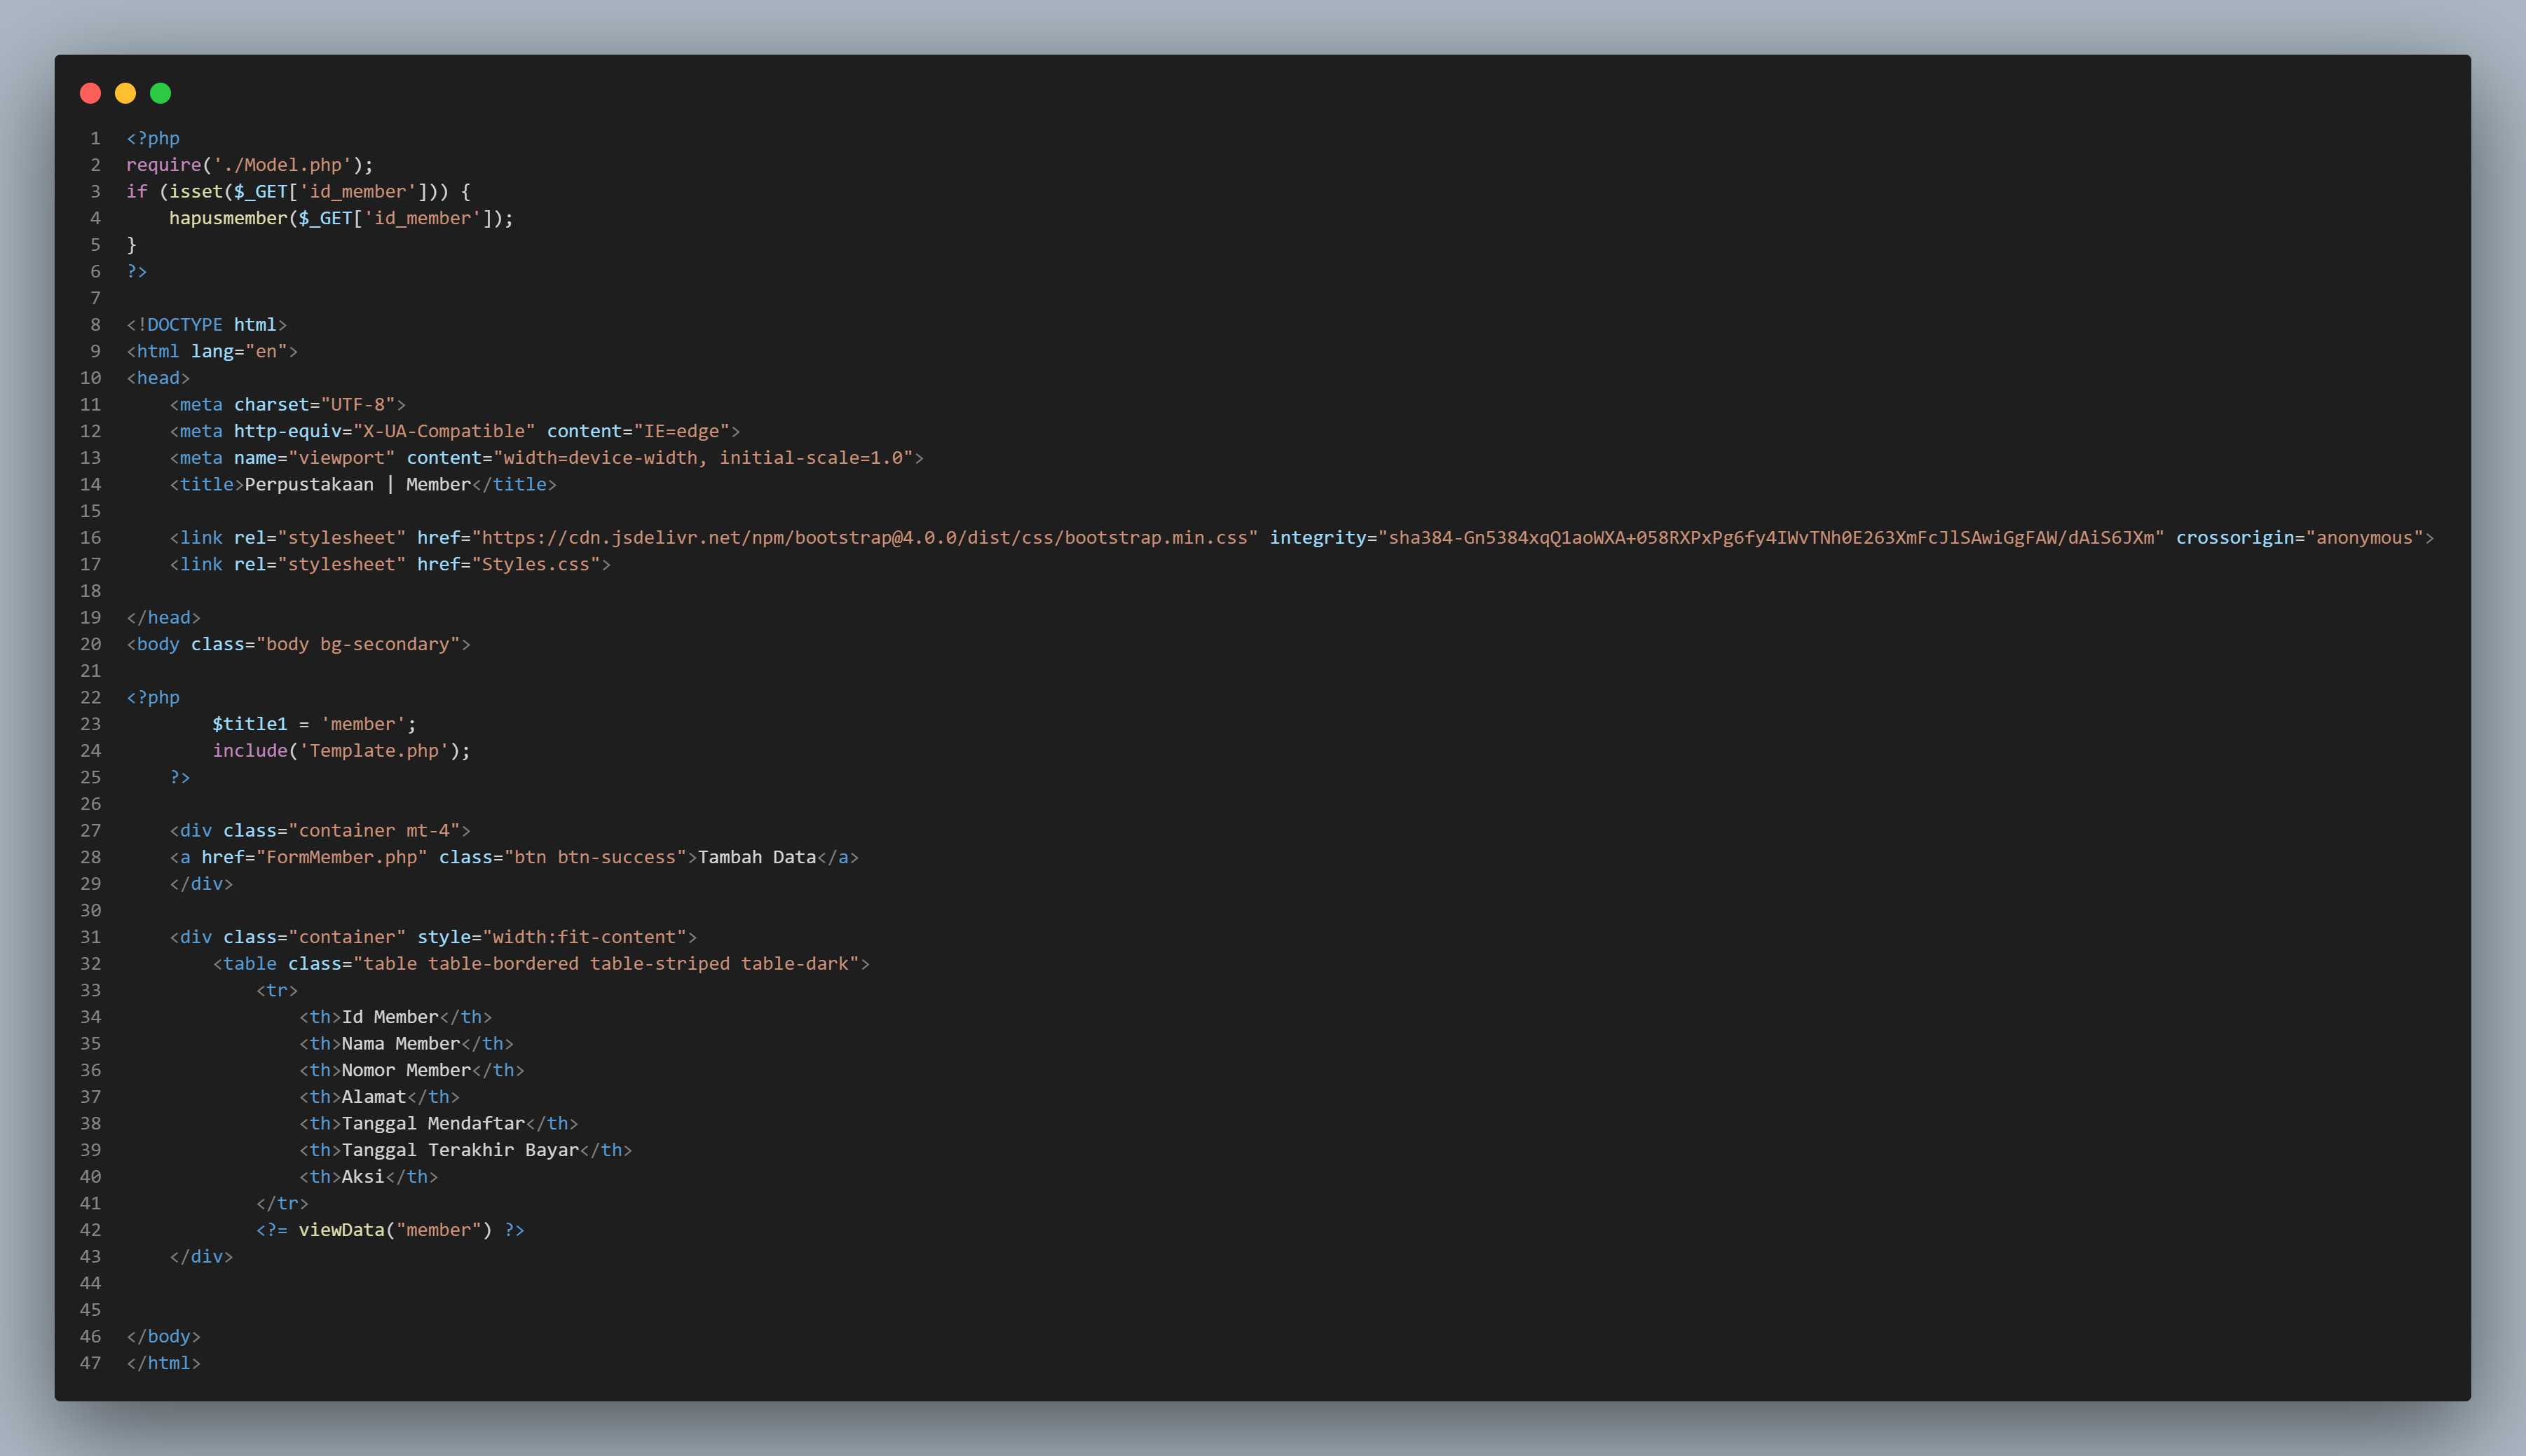 1 <?php
2 require('./Model.php');
3 if (isset($_GET['id_member'])) {
4     hapusmember($_GET['id_member']);
5 }
6 ?>
7
8 <!DOCTYPE html>
9 <html lang="en">
10 <head>
11     <meta charset="UTF-8">
12     <meta http-equiv="X-UA-Compatible" content="IE=edge">
13     <meta name="viewport" content="width=device-width, initial-scale=1.0">
14     <title>Perpustakaan | Member</title>
15
16     <link rel="stylesheet" href="https://cdn.jsdelivr.net/npm/bootstrap@4.0.0/dist/css/bootstrap.min.css" integrity="sha384-Gn5384xqQ1aoWXA+058RXPxPg6fy4IWvTNh0E263XmFcJlSAwiGgFAW/dAiS6JXm" crossorigin="anonymous">
17     <link rel="stylesheet" href="Styles.css">
18
19 </head>
20 <body class="body bg-secondary">
21
22 <?php
23         $title1 = 'member';
24         include('Template.php');
25     ?>
26
27     <div class="container mt-4">
28     <a href="FormMember.php" class="btn btn-success">Tambah Data</a>
29     </div>
30
31     <div class="container" style="width:fit-content">
32         <table class="table table-bordered table-striped table-dark">
33             <tr>
34                 <th>Id Member</th>
35                 <th>Nama Member</th>
36                 <th>Nomor Member</th>
37                 <th>Alamat</th>
38                 <th>Tanggal Mendaftar</th>
39                 <th>Tanggal Terakhir Bayar</th>
40                 <th>Aksi</th>
41             </tr>
42             <?= viewData("member") ?>
43     </div>
44
45
46 </body>
47 </html>